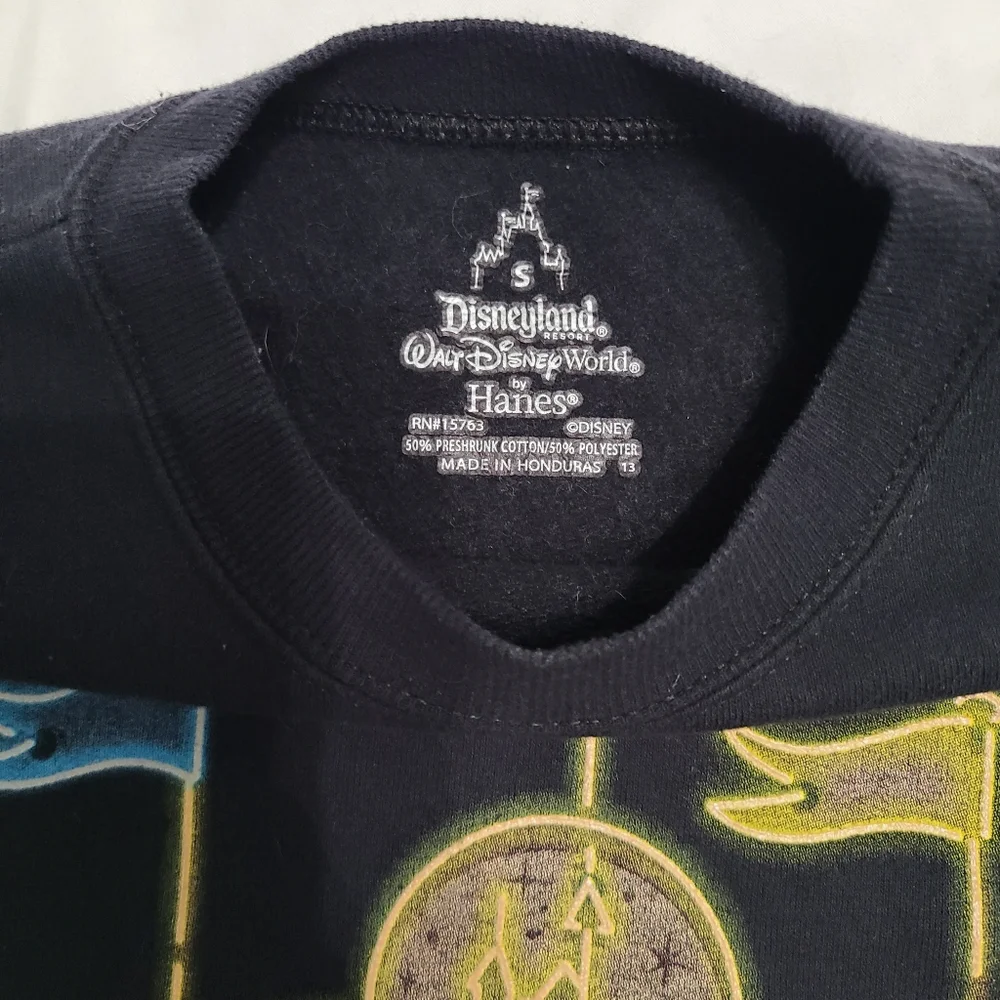 S
Disneyland®
RESORT
WALT DISNEY World®
by
Hanes®
RN#15763 ©DISNEY
50% PRESHRUNK COTTON/50% POLYESTER
MADE IN HONDURAS 13